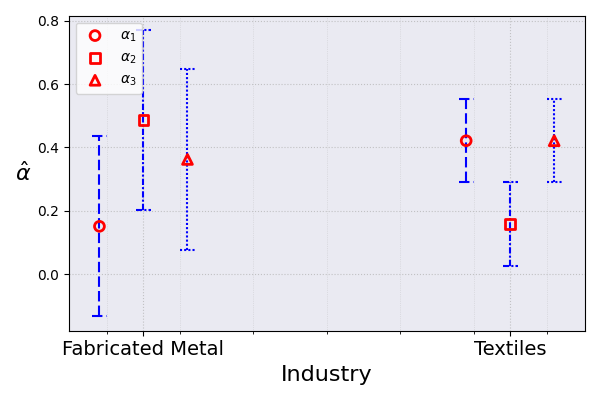 0.8
α₁
α₂
α₃
0.6
0.4
α̂
0.2
0.0
Fabricated Metal
Textiles
Industry